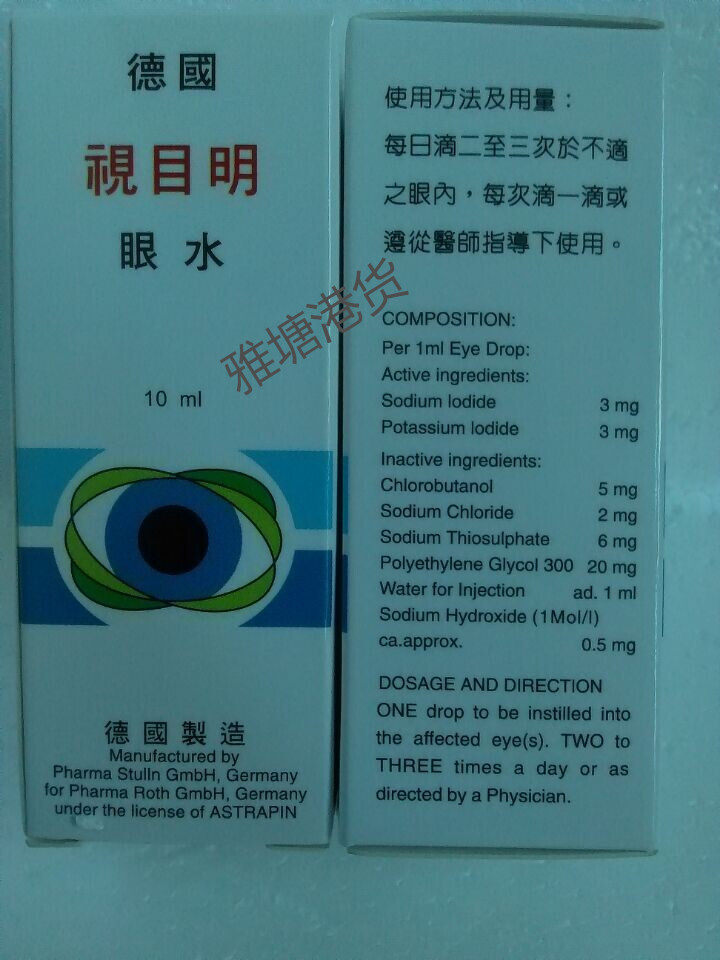 德國
視目明
眼水
10 ml
德國製造
Manufactured by
Pharma Stulln GmbH, Germany
for Pharma Roth GmbH, Germany
under the license of ASTRAPIN
雅塘港货
使用方法及用量：
每日滴二至三次於不適
之眼內，每次滴一滴或
遵從醫師指導下使用。
COMPOSITION:
Per 1ml Eye Drop:
Active ingredients:
Sodium Iodide 3 mg
Potassium Iodide 3 mg
Inactive ingredients:
Chlorobutanol 5 mg
Sodium Chloride 2 mg
Sodium Thiosulphate 6 mg
Polyethylene Glycol 300 20 mg
Water for Injection ad. 1 ml
Sodium Hydroxide (1Mol/l)
ca.approx. 0.5 mg
DOSAGE AND DIRECTION
ONE drop to be instilled into
the affected eye(s). TWO to
THREE times a day or as
directed by a Physician.